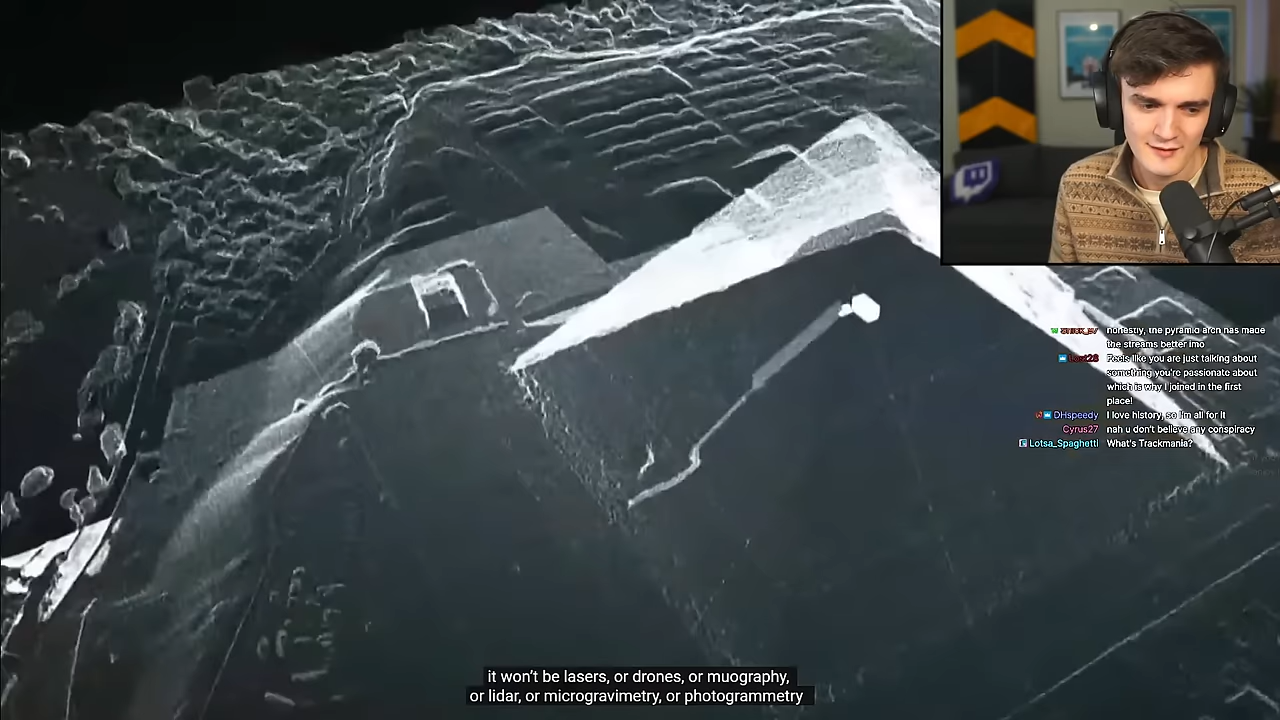 honestly, the pyramid arch has made
the streams better imo
Feels like you are just talking about
something you're passionate about
which is why I joined in the first
place!
DHspeedy I love history, so I'm all for it
Cyrus27 nah u don't believe any conspiracy
Lotsa_Spaghetti What's Trackmania?
it won't be lasers, or drones, or muography,
or lidar, or microgravimetry, or photogrammetry